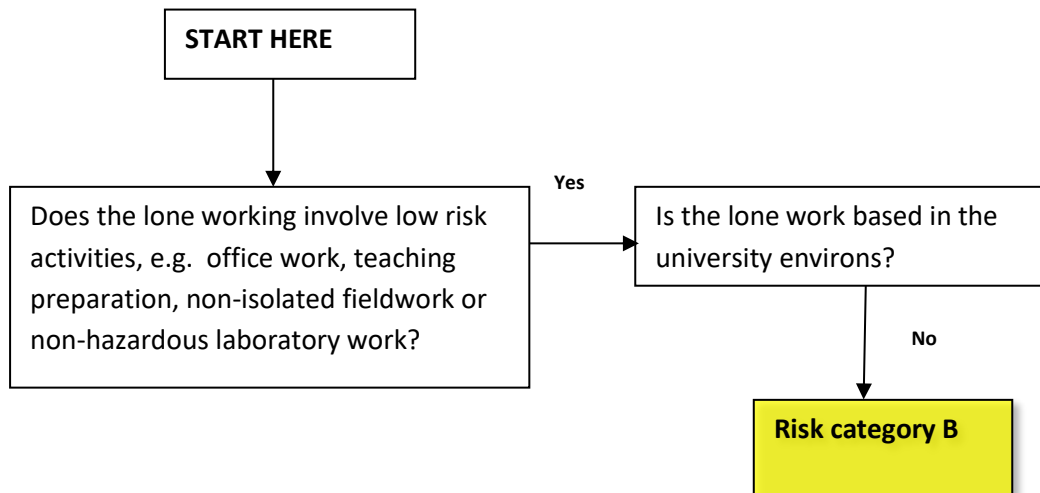 START HERE
Yes
Does the lone working involve low risk
activities, e.g. office work, teaching
preparation, non-isolated fieldwork or
non-hazardous laboratory work?
Is the lone work based in the
university environs?
No
Risk category B